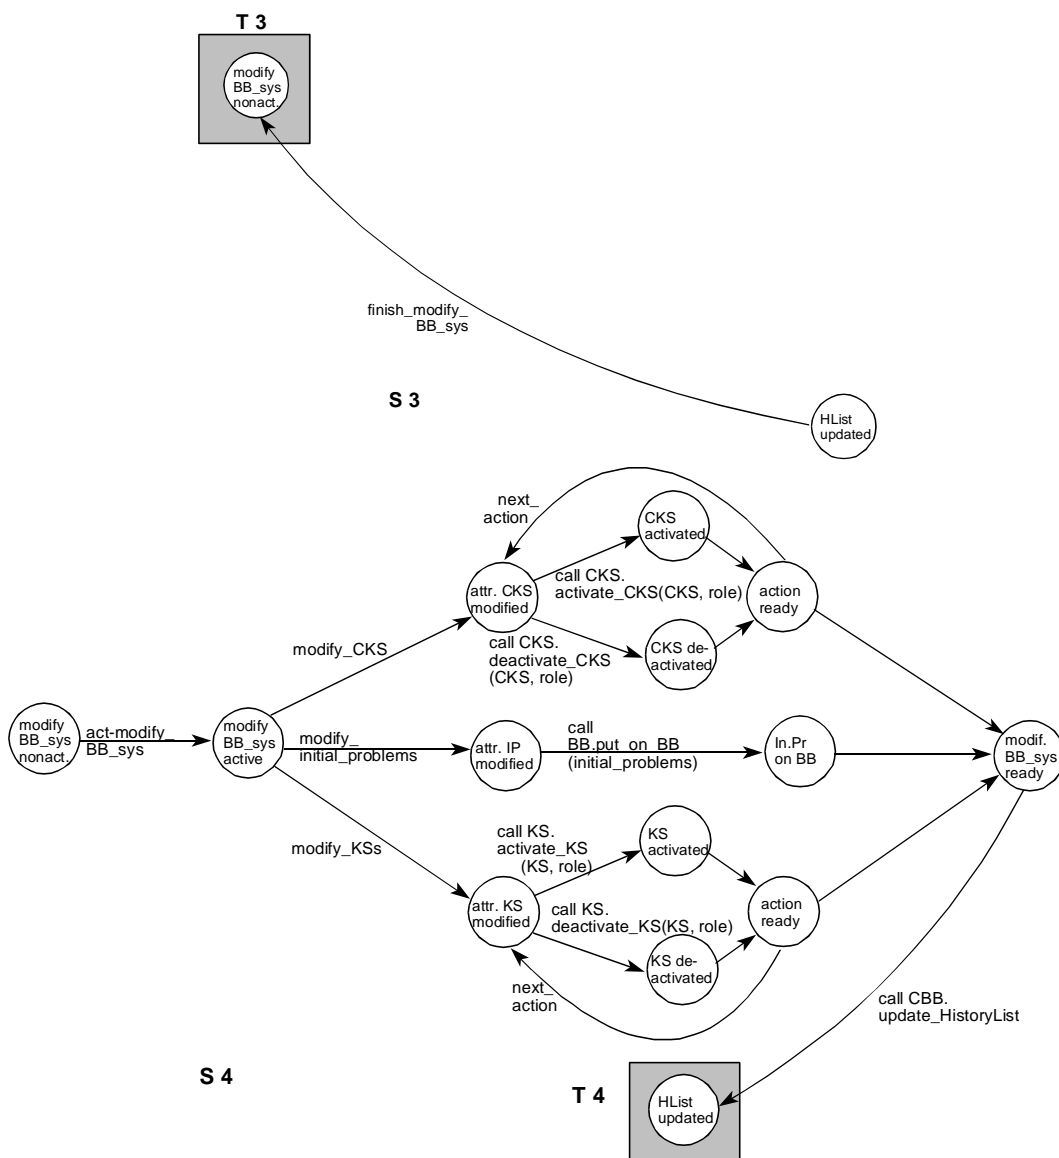 T 3
modify
BB_sys
nonact.
finish_modify_
BB_sys
S 3
HList
updated
next_
action
CKS
activated
attr. CKS
modified
call CKS.
activate_CKS(CKS, role)
action
ready
call CKS.
deactivate_CKS
(CKS, role)
CKS de-
activated
modify_CKS
modify
BB_sys
nonact.
act-modify_
BB_sys
modify
BB_sys
active
modify_
initial_problems
attr. IP
modified
call
BB.put_on_BB
(initial_problems)
In.Pr
on BB
modif.
BB_sys
ready
modify_KSs
call KS.
activate_KS
(KS, role)
KS
activated
attr. KS
modified
call KS.
deactivate_KS(KS, role)
action
ready
KS de-
activated
next_
action
call CBB.
update_HistoryList
S 4
T 4
HList
updated